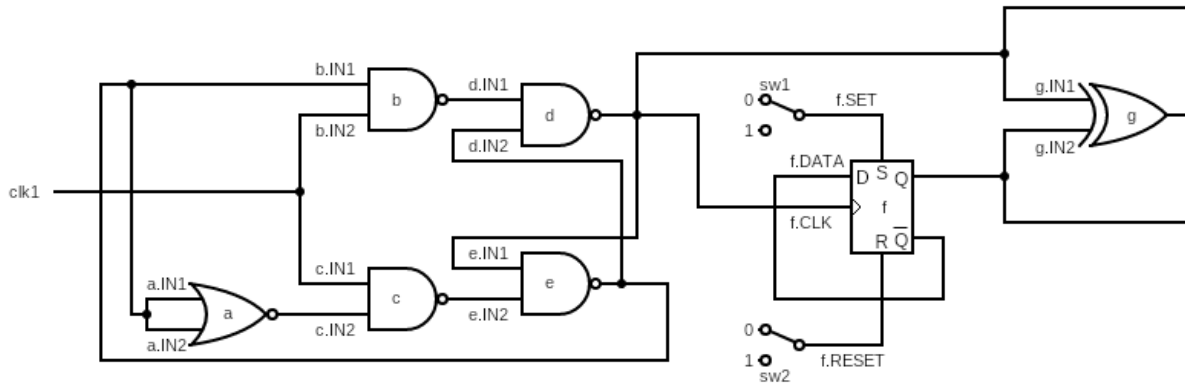 b.IN1
b
b.IN2
d.IN1
d
d.IN2
sw1
0
1
f.SET
g.IN1
g
g.IN2
clk1
f.DATA
D
S
Q
f
f.CLK
R
Q̅
c.IN1
c
c.IN2
e.IN1
e
e.IN2
a.IN1
a
a.IN2
0
1
sw2
f.RESET